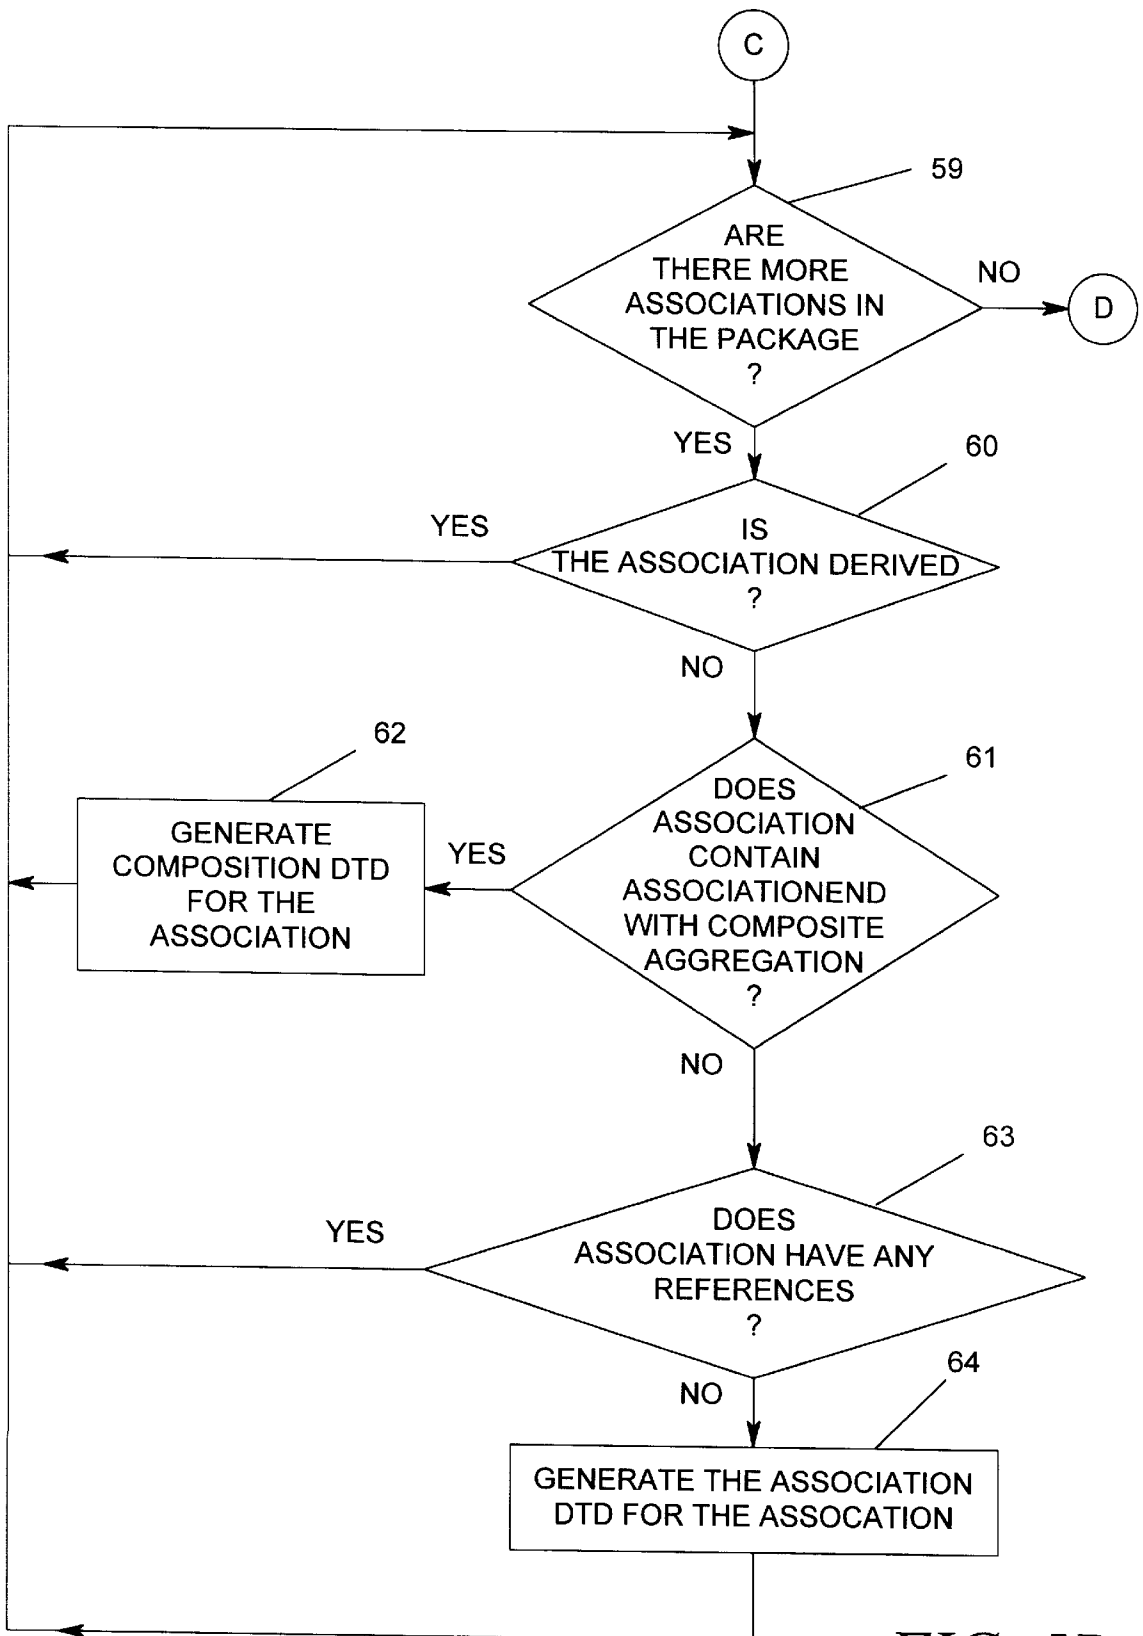 C
59
ARE
THERE MORE
ASSOCIATIONS IN
THE PACKAGE
?
NO
D
YES
60
IS
THE ASSOCIATION DERIVED
?
YES
NO
61
DOES
ASSOCIATION
CONTAIN
ASSOCIATIONEND
WITH COMPOSITE
AGGREGATION
?
YES
62
GENERATE
COMPOSITION DTD
FOR THE
ASSOCIATION
NO
63
DOES
ASSOCIATION HAVE ANY
REFERENCES
?
YES
NO
64
GENERATE THE ASSOCIATION
DTD FOR THE ASSOCATION